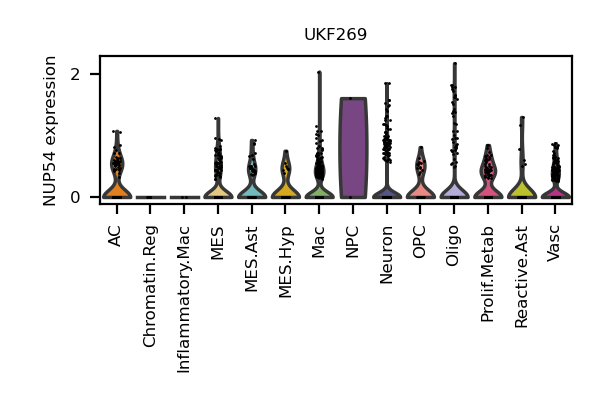 UKF269
NUP54 expression
2
0
AC
Chromatin.Reg
Inflammatory.Mac
MES
MES.Ast
MES.Hyp
Mac
NPC
Neuron
OPC
Oligo
Prolif.Metab
Reactive.Ast
Vasc